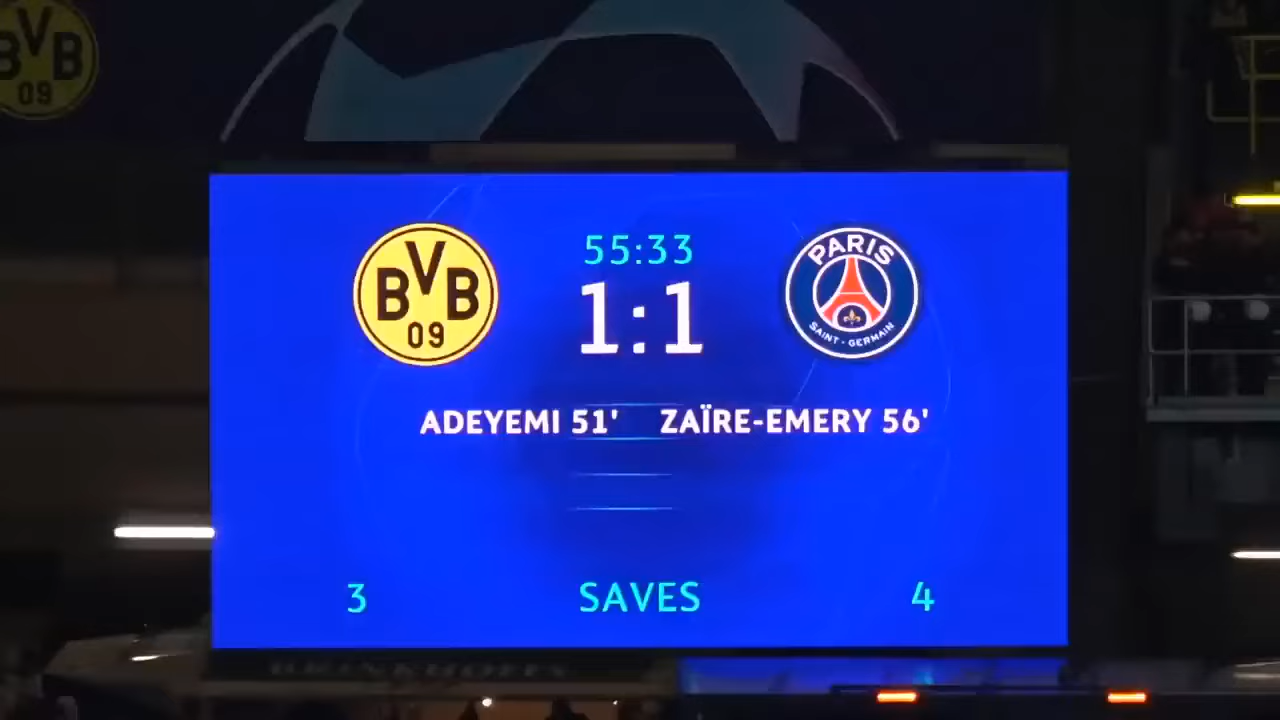 BVB
09
55:33
BVB
09
PARIS
SAINT-GERMAIN
1:1
ADEYEMI 51' ZAÏRE-EMERY 56'
3 SAVES 4